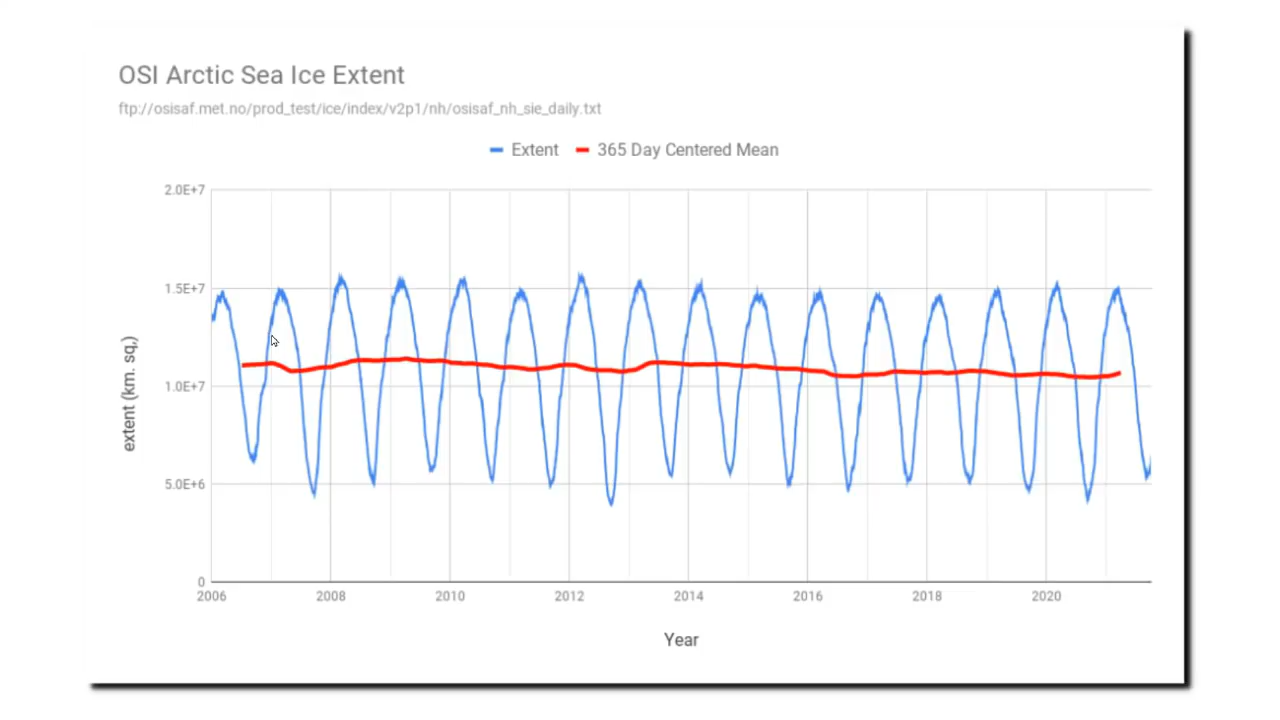 OSI Arctic Sea Ice Extent
ftp://osisaf.met.no/prod_test/ice/index/v2p1/nh/osisaf_nh_sie_daily.txt
Extent 365 Day Centered Mean
2.0E+7
1.5E+7
1.0E+7
5.0E+6
0
extent (km. sq,)
2006 2008 2010 2012 2014 2016 2018 2020
Year